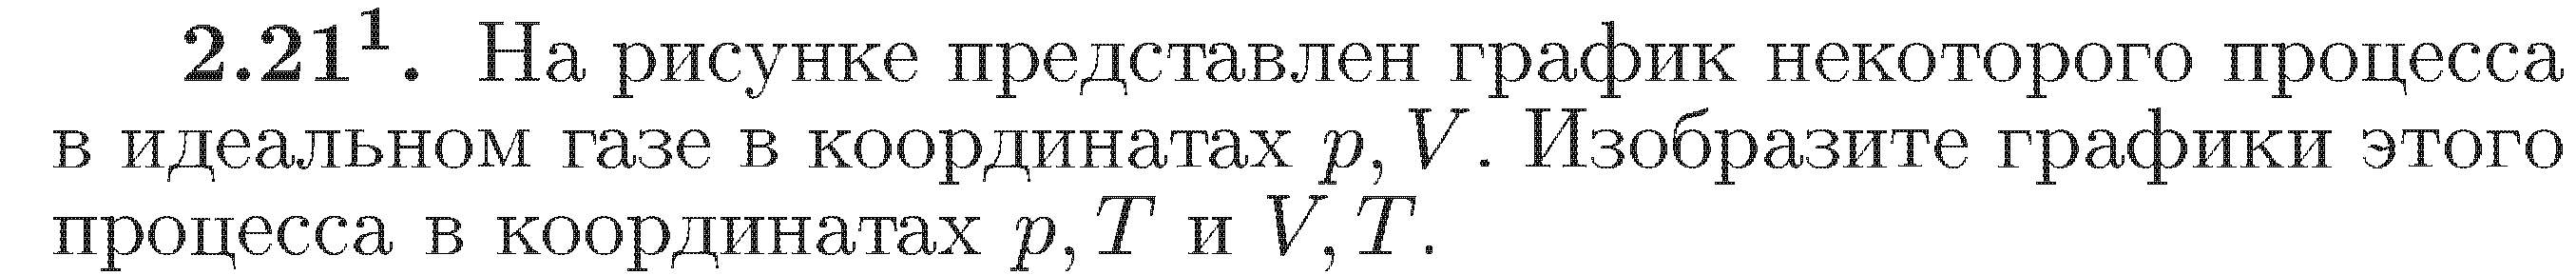 2.21¹. На рисунке представлен график некоторого процесса
в идеальном газе в координатах p, V. Изобразите графики этого
процесса в координатах p, T и V, T.